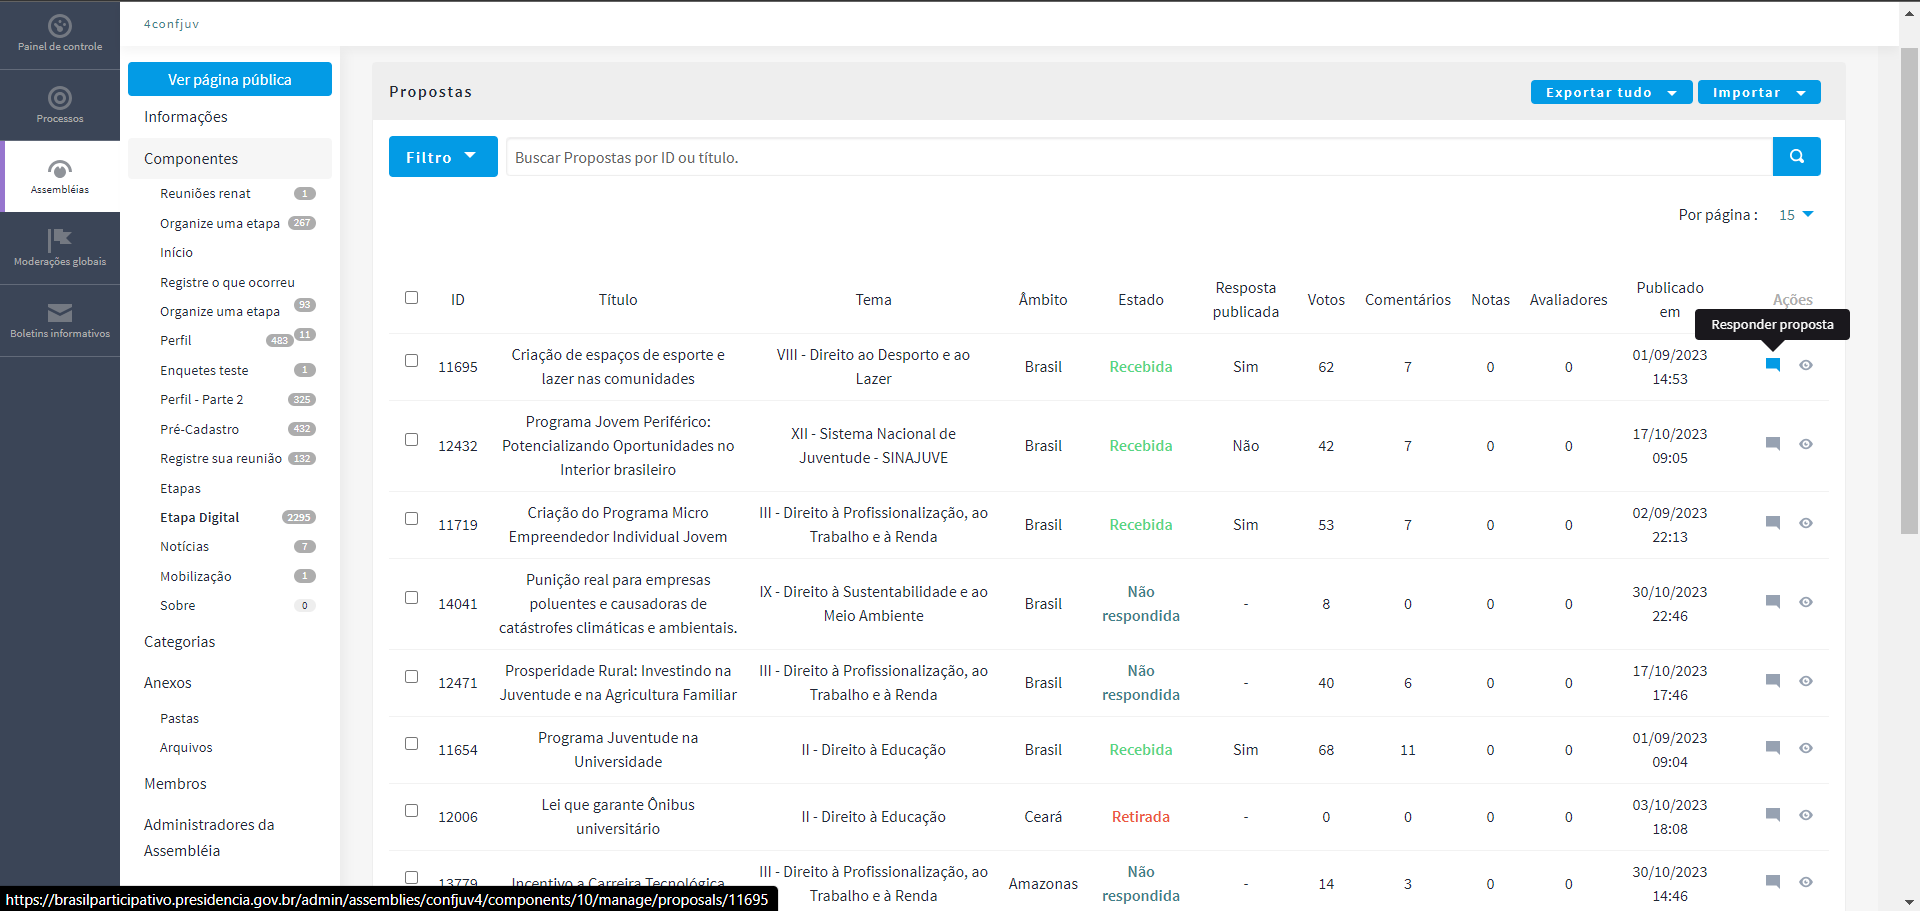 Painel de controle
Processos
Assembléias
Moderações globais
Boletins informativos
4confjuv
Ver página pública
Informações
Componentes
Reuniões renat 1
Organize uma etapa 267
Início
Registre o que ocorreu 93
Organize uma etapa 11
Perfil 483
Enquetes teste 1
Perfil - Parte 2 325
Pré-Cadastro 432
Registre sua reunião 132
Etapas
Etapa Digital 2295
Notícias 7
Mobilização 1
Sobre 0
Categorias
Anexos
Pastas
Arquivos
Membros
Administradores da
Assembléia
Propostas
Exportar tudo
Importar
Filtro
Buscar Propostas por ID ou título.
Por página : 15
ID Título Tema Âmbito Estado Resposta publicada Votos Comentários Notas Avaliadores Publicado em Ações
Responder proposta
11695 Criação de espaços de esporte e lazer nas comunidades VIII - Direito ao Desporto e ao Lazer Brasil Recebida Sim 62 7 0 0 01/09/2023 14:53
12432 Programa Jovem Periférico: Potencializando Oportunidades no Interior brasileiro XII - Sistema Nacional de Juventude - SINAJUVE Brasil Recebida Não 42 7 0 0 17/10/2023 09:05
11719 Criação do Programa Micro Empreendedor Individual Jovem III - Direito à Profissionalização, ao Trabalho e à Renda Brasil Recebida Sim 53 7 0 0 02/09/2023 22:13
14041 Punição real para empresas poluentes e causadoras de catástrofes climáticas e ambientais. IX - Direito à Sustentabilidade e ao Meio Ambiente Brasil Não respondida - 8 0 0 0 30/10/2023 22:46
12471 Prosperidade Rural: Investindo na Juventude e na Agricultura Familiar III - Direito à Profissionalização, ao Trabalho e à Renda Brasil Não respondida - 40 6 0 0 17/10/2023 17:46
11654 Programa Juventude na Universidade II - Direito à Educação Brasil Recebida Sim 68 11 0 0 01/09/2023 09:04
12006 Lei que garante Ônibus universitário II - Direito à Educação Ceará Retirada - 0 0 0 0 03/10/2023 18:08
13779 Incentivo a Carreira Tecnológica III - Direito à Profissionalização, ao Trabalho e à Renda Amazonas Não respondida - 14 3 0 0 30/10/2023 14:46
https://brasilparticipativo.presidencia.gov.br/admin/assemblies/confjuv4/components/10/manage/proposals/11695